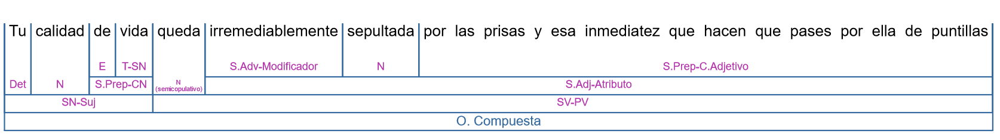 Tu calidad de vida queda irremediablemente sepultada por las prisas y esa inmediatez que hacen que pases por ella de puntillas
E T-SN S.Adv-Modificador N S.Prep-C.Adjetivo
Det N S.Prep-CN N (semicopulativo) S.Adj-Atributo
SN-Suj SV-PV
O. Compuesta